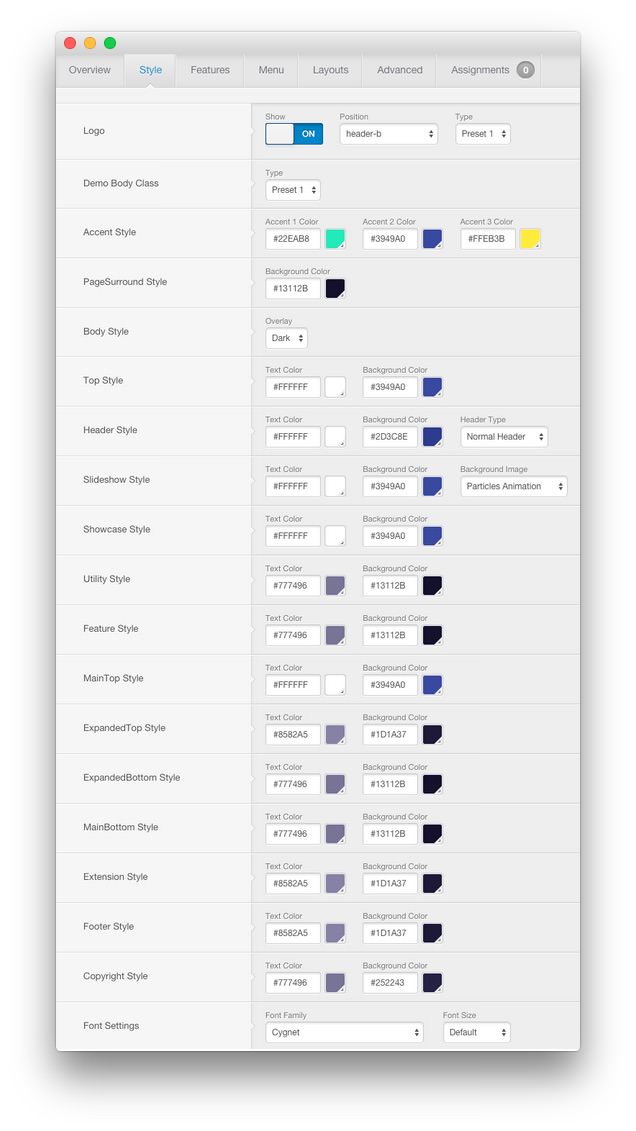 Overview Style Features Menu Layouts Advanced Assignments 0
Logo
Show Position Type
ON header-b Preset 1
Demo Body Class
Type
Preset 1
Accent Style
Accent 1 Color Accent 2 Color Accent 3 Color
#22EAB8 #3949A0 #FFEB3B
PageSurround Style
Background Color
#13112B
Body Style
Overlay
Dark
Top Style
Text Color Background Color
#FFFFFF #3949A0
Header Style
Text Color Background Color Header Type
#FFFFFF #2D3C8E Normal Header
Slideshow Style
Text Color Background Color Background Image
#FFFFFF #3949A0 Particles Animation
Showcase Style
Text Color Background Color
#FFFFFF #3949A0
Utility Style
Text Color Background Color
#777496 #13112B
Feature Style
Text Color Background Color
#777496 #13112B
MainTop Style
Text Color Background Color
#FFFFFF #3949A0
ExpandedTop Style
Text Color Background Color
#8582A5 #1D1A37
ExpandedBottom Style
Text Color Background Color
#777496 #13112B
MainBottom Style
Text Color Background Color
#777496 #13112B
Extension Style
Text Color Background Color
#8582A5 #1D1A37
Footer Style
Text Color Background Color
#8582A5 #1D1A37
Copyright Style
Text Color Background Color
#777496 #252243
Font Settings
Font Family Font Size
Cygnet Default